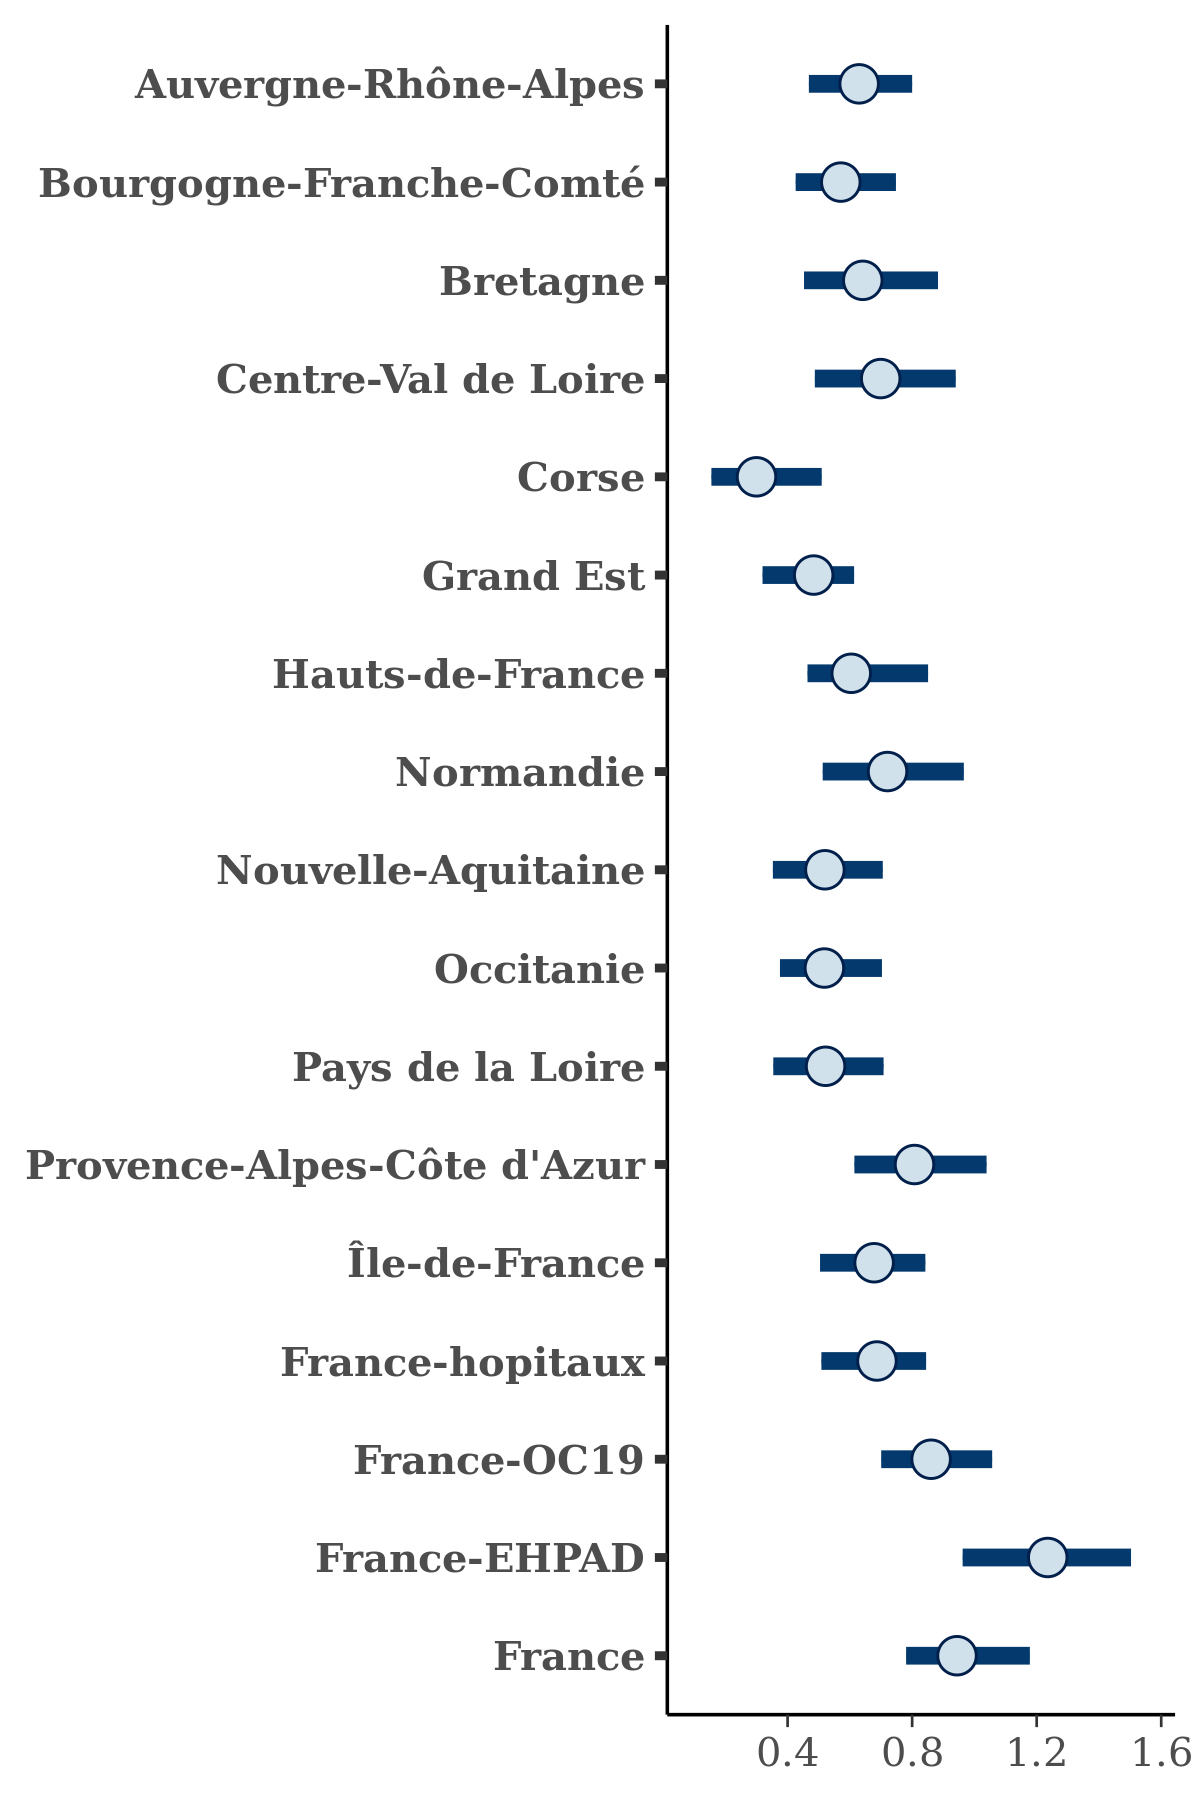 Auvergne-Rhône-Alpes
Bourgogne-Franche-Comté
Bretagne
Centre-Val de Loire
Corse
Grand Est
Hauts-de-France
Normandie
Nouvelle-Aquitaine
Occitanie
Pays de la Loire
Provence-Alpes-Côte d'Azur
Île-de-France
France-hopitaux
France-OC19
France-EHPAD
France
0.4 0.8 1.2 1.6